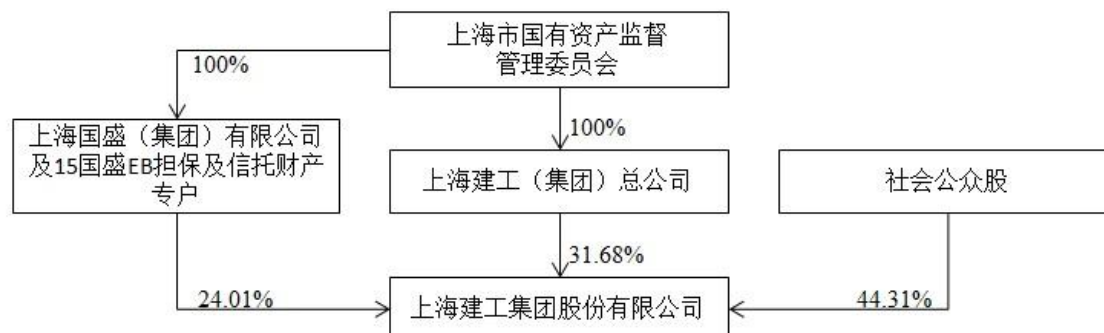 上海市国有资产监督
管理委员会
100%
100%
上海国盛（集团）有限公司
及15国盛EB担保及信托财产
专户
上海建工（集团）总公司
社会公众股
31.68%
24.01%
上海建工集团股份有限公司
44.31%